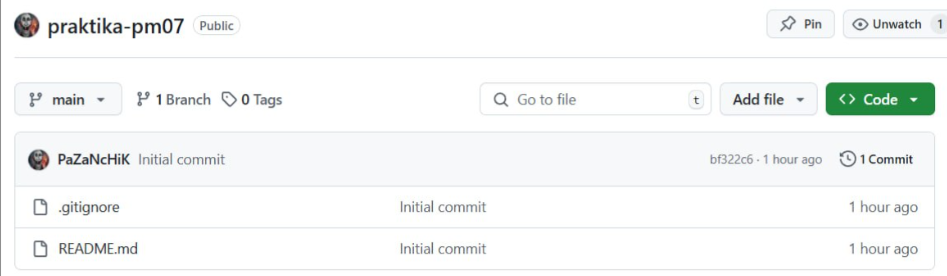 praktika-pm07 Public Pin Unwatch 1
main 1 Branch 0 Tags Go to file t Add file <> Code
PaZaNcHiK Initial commit bf322c6 · 1 hour ago 1 Commit
.gitignore Initial commit 1 hour ago
README.md Initial commit 1 hour ago